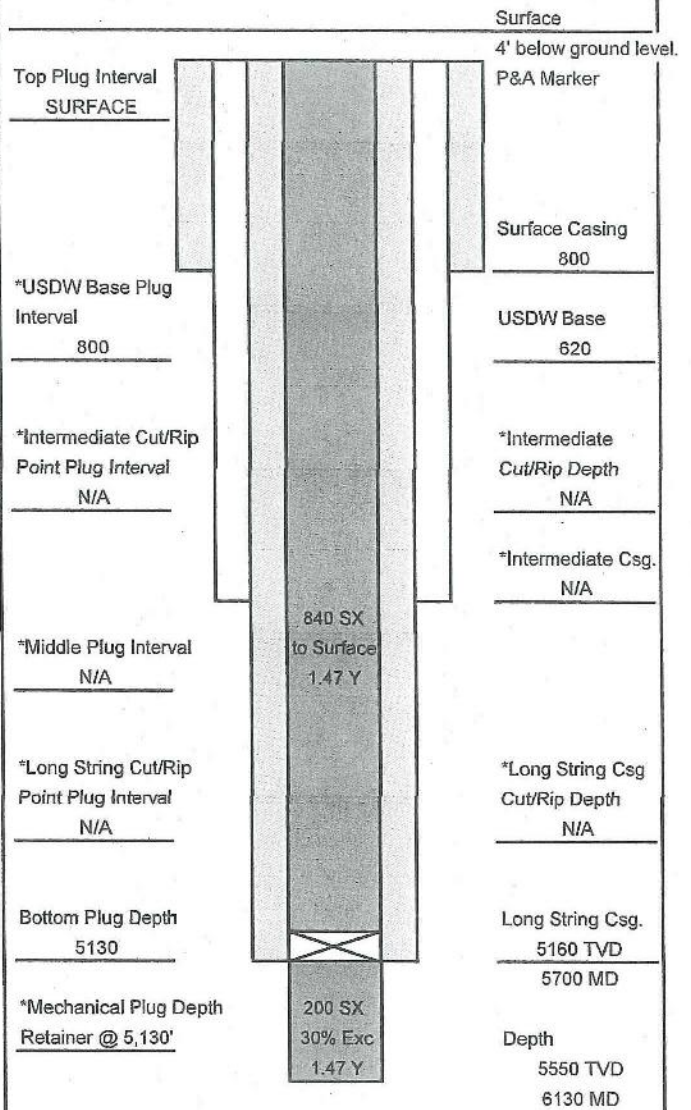 Surface
4' below ground level.
P&A Marker
Top Plug Interval
SURFACE
Surface Casing
800
*USDW Base Plug
Interval
800
USDW Base
620
*Intermediate Cut/Rip
Point Plug Interval
N/A
*Intermediate
Cut/Rip Depth
N/A
*Intermediate Csg.
N/A
840 SX
to Surface
1.47 Y
*Middle Plug Interval
N/A
*Long String Cut/Rip
Point Plug Interval
N/A
*Long String Csg
Cut/Rip Depth
N/A
Bottom Plug Depth
5130
Long String Csg.
5160 TVD
5700 MD
*Mechanical Plug Depth
Retainer @ 5,130'
200 SX
30% Exc
1.47 Y
Depth
5550 TVD
6130 MD